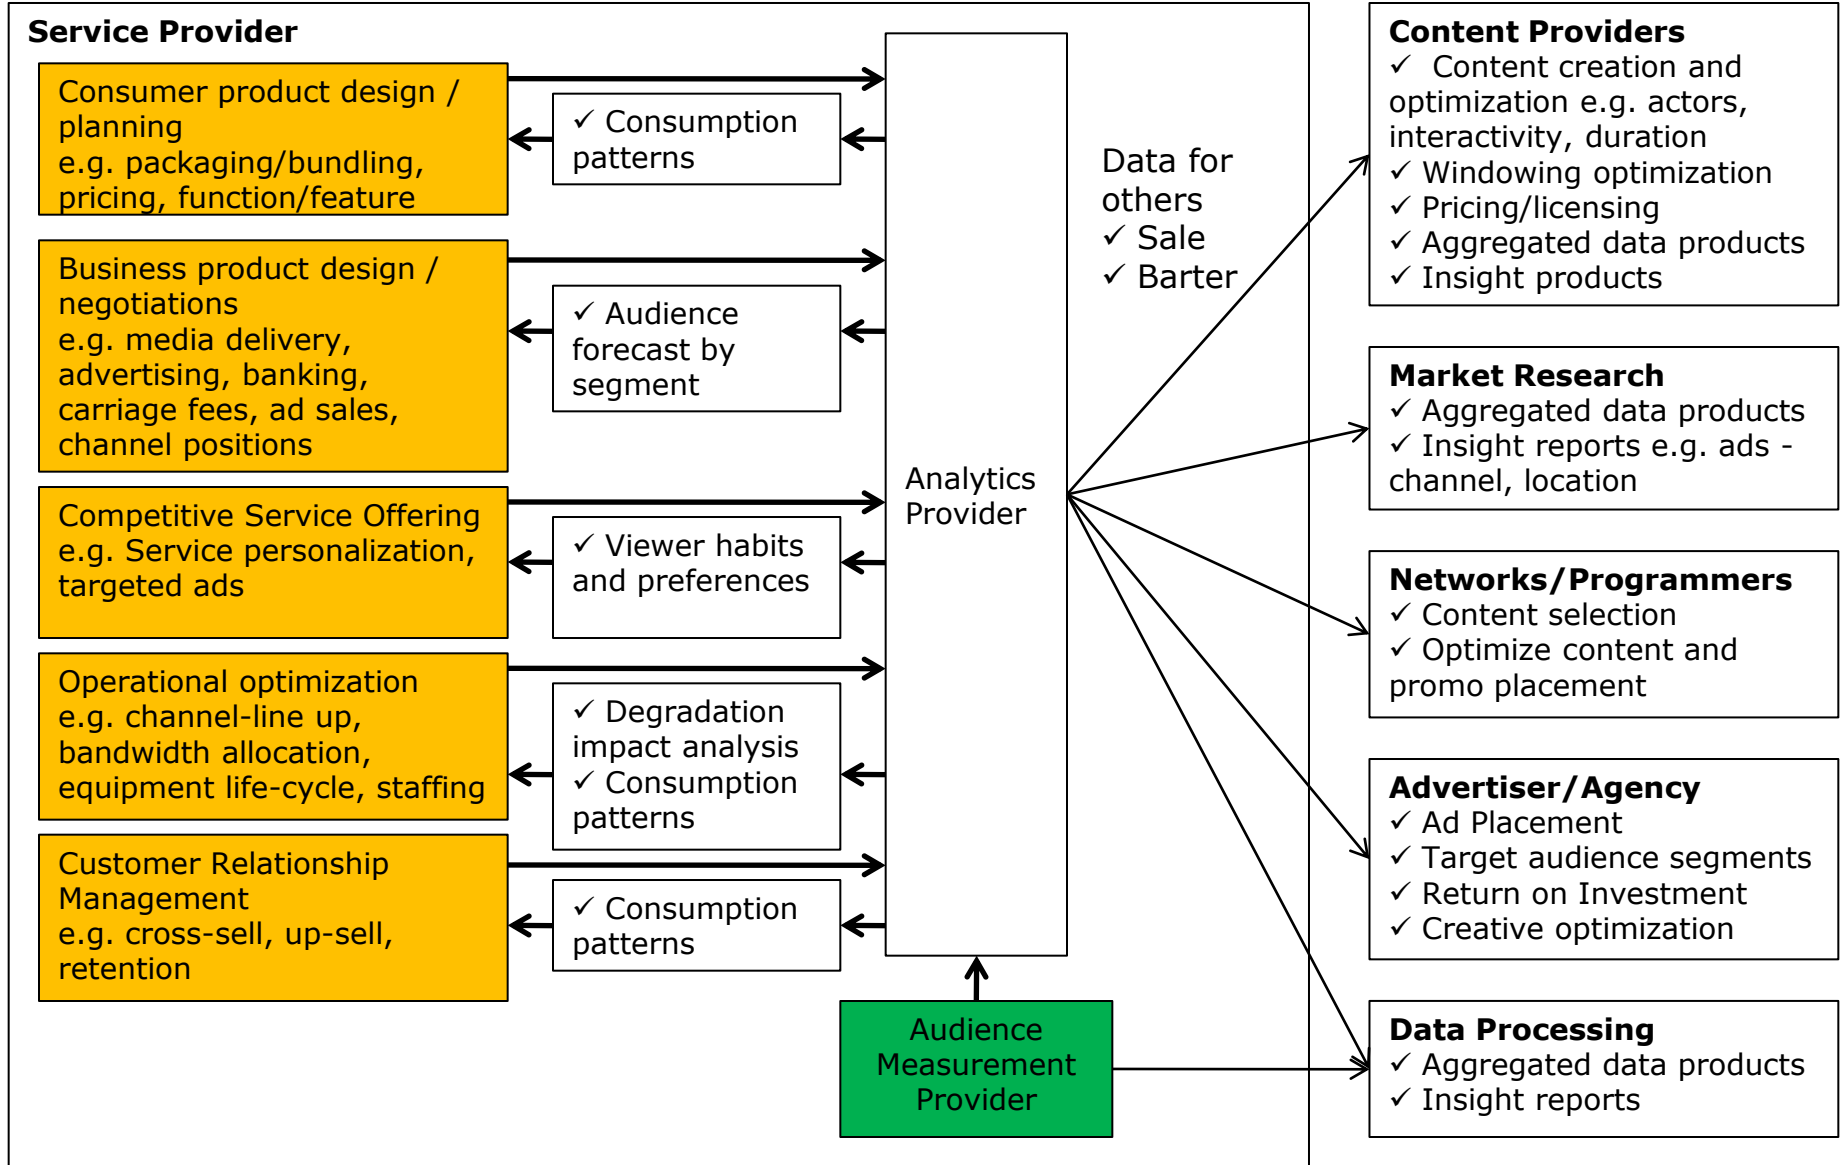 Service Provider
Consumer product design /
planning
e.g. packaging/bundling,
pricing, function/feature
✓ Consumption
patterns
Business product design /
negotiations
e.g. media delivery,
advertising, banking,
carriage fees, ad sales,
channel positions
✓ Audience
forecast by
segment
Competitive Service Offering
e.g. Service personalization,
targeted ads
✓ Viewer habits
and preferences
Operational optimization
e.g. channel-line up,
bandwidth allocation,
equipment life-cycle, staffing
✓ Degradation
impact analysis
✓ Consumption
patterns
Customer Relationship
Management
e.g. cross-sell, up-sell,
retention
✓ Consumption
patterns
Analytics
Provider
Audience
Measurement
Provider
Data for
others
✓ Sale
✓ Barter
Content Providers
✓ Content creation and
optimization e.g. actors,
interactivity, duration
✓ Windowing optimization
✓ Pricing/licensing
✓ Aggregated data products
✓ Insight products
Market Research
✓ Aggregated data products
✓ Insight reports e.g. ads -
channel, location
Networks/Programmers
✓ Content selection
✓ Optimize content and
promo placement
Advertiser/Agency
✓ Ad Placement
✓ Target audience segments
✓ Return on Investment
✓ Creative optimization
Data Processing
✓ Aggregated data products
✓ Insight reports